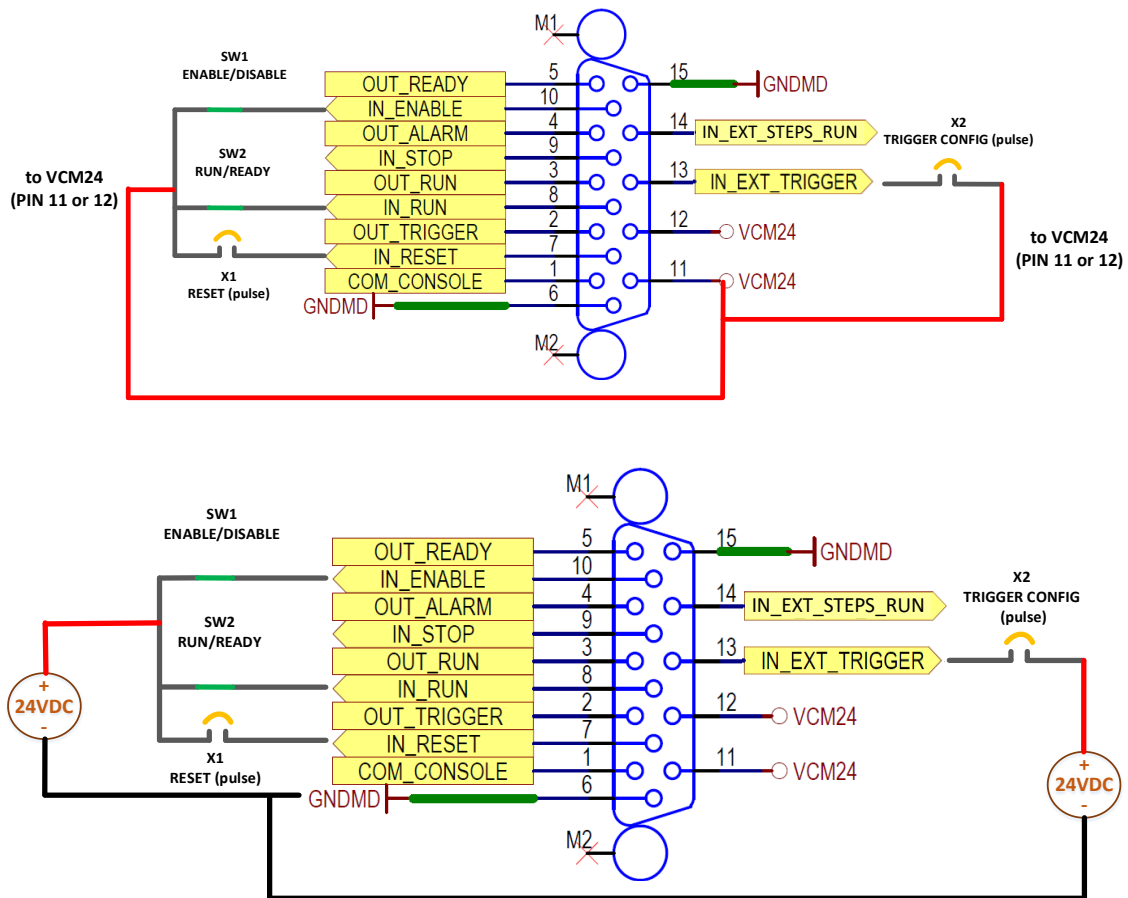 M1
SW1
ENABLE/DISABLE
5
15
OUT_READY
GNDMD
10
IN_ENABLE
4
14
OUT_ALARM
IN_EXT_STEPS_RUN
X2
TRIGGER CONFIG (pulse)
SW2
RUN/READY
9
IN_STOP
to VCM24
(PIN 11 or 12)
3
13
OUT_RUN
IN_EXT_TRIGGER
8
IN_RUN
2
12
OUT_TRIGGER
VCM24
to VCM24
(PIN 11 or 12)
7
IN_RESET
X1
RESET (pulse)
1
11
COM_CONSOLE
VCM24
6
GNDMD
M2
M1
SW1
ENABLE/DISABLE
5
15
OUT_READY
GNDMD
10
IN_ENABLE
X2
TRIGGER CONFIG
(pulse)
4
14
OUT_ALARM
IN_EXT_STEPS_RUN
SW2
RUN/READY
9
IN_STOP
3
13
OUT_RUN
IN_EXT_TRIGGER
8
IN_RUN
+
24VDC
-
2
12
OUT_TRIGGER
VCM24
7
IN_RESET
X1
RESET (pulse)
1
11
COM_CONSOLE
VCM24
+
24VDC
-
6
GNDMD
M2